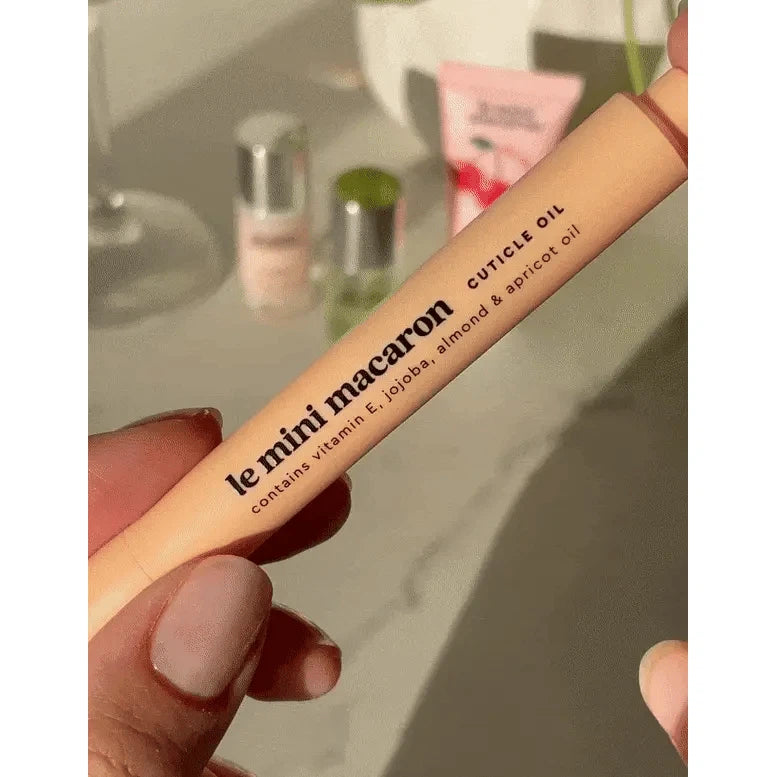 le mini macaron CUTICLE OIL
contains vitamin E, jojoba, almond & apricot oil